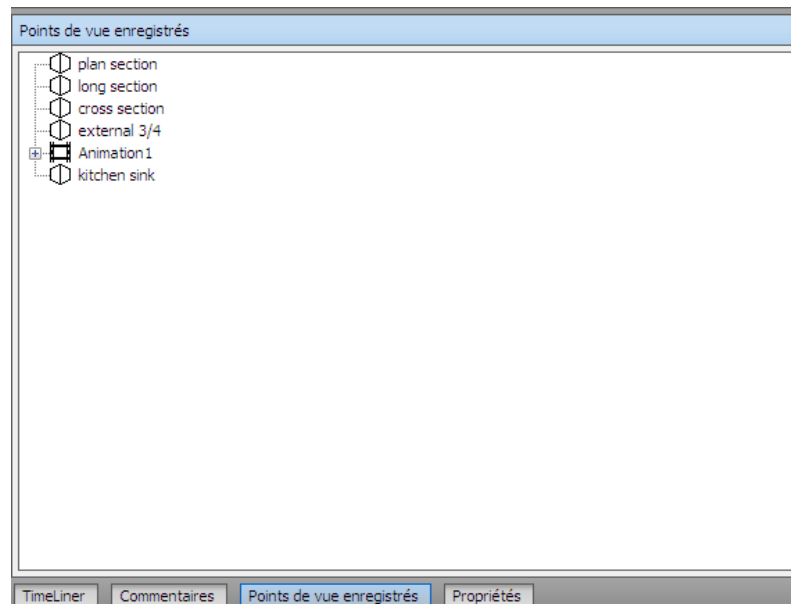 Points de vue enregistrés
plan section
long section
cross section
external 3/4
Animation1
kitchen sink
TimeLiner Commentaires Points de vue enregistrés Propriétés